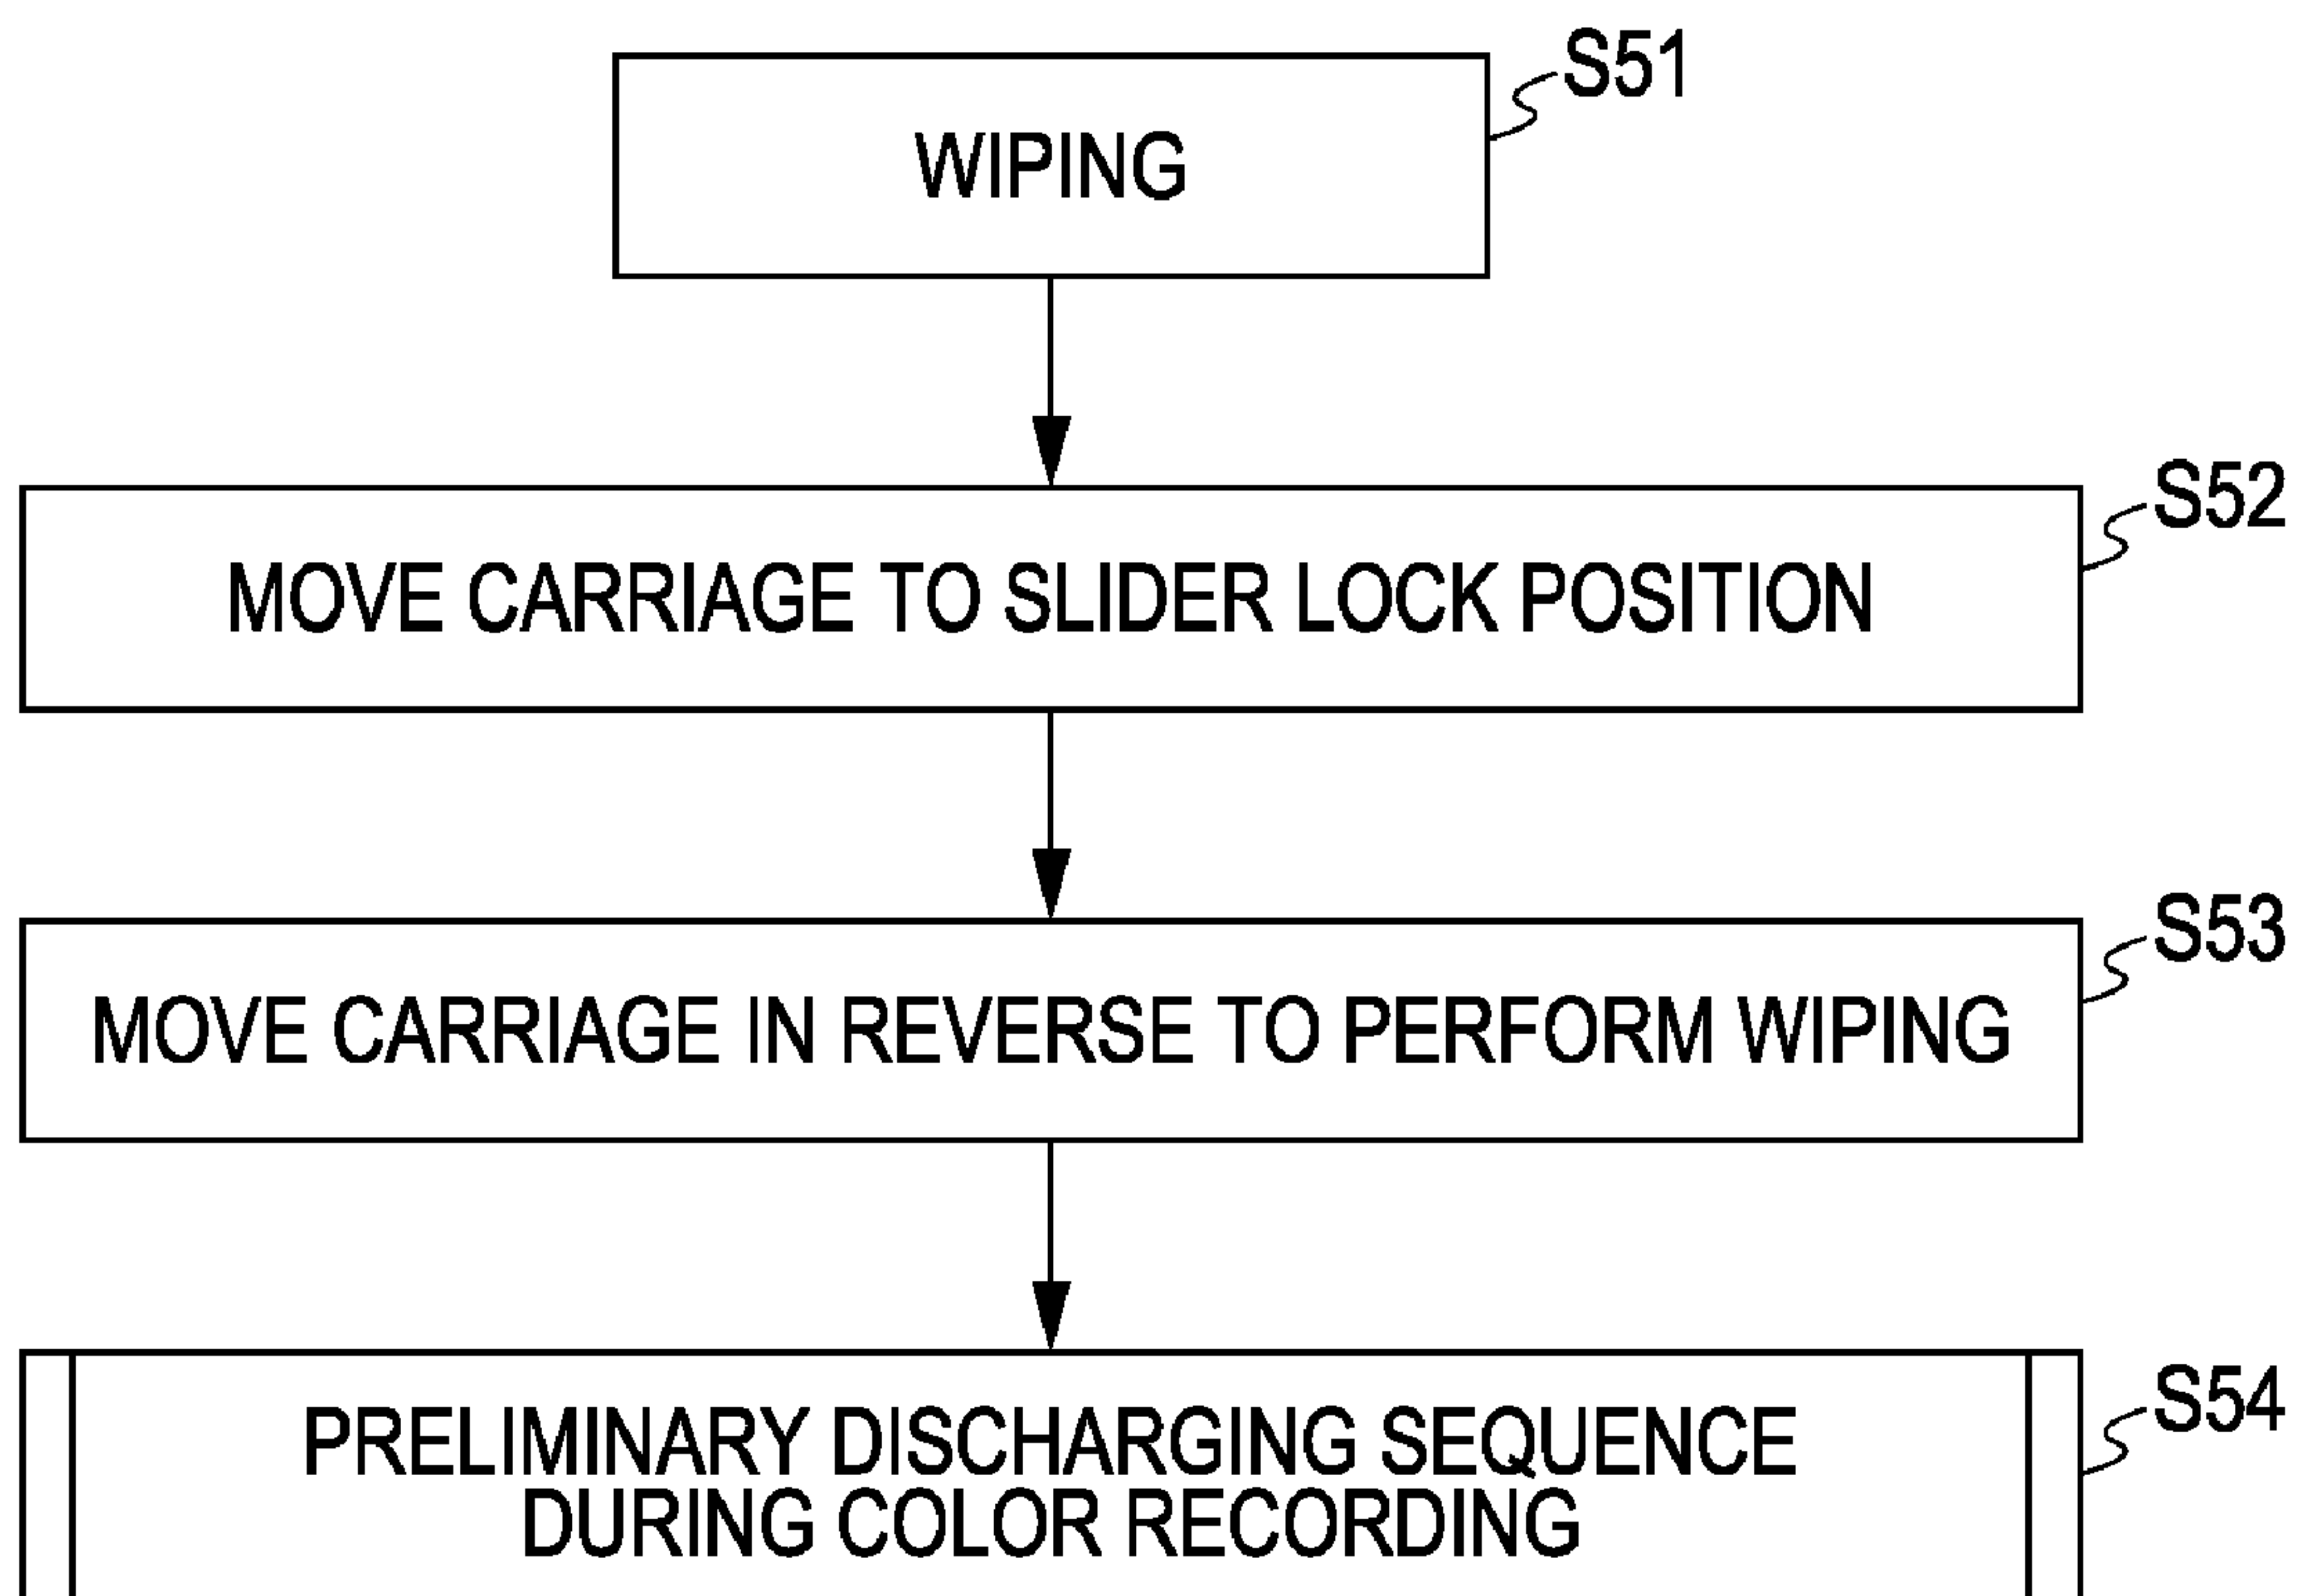 S51
WIPING
S52
MOVE CARRIAGE TO SLIDER LOCK POSITION
S53
MOVE CARRIAGE IN REVERSE TO PERFORM WIPING
S54
PRELIMINARY DISCHARGING SEQUENCE
DURING COLOR RECORDING